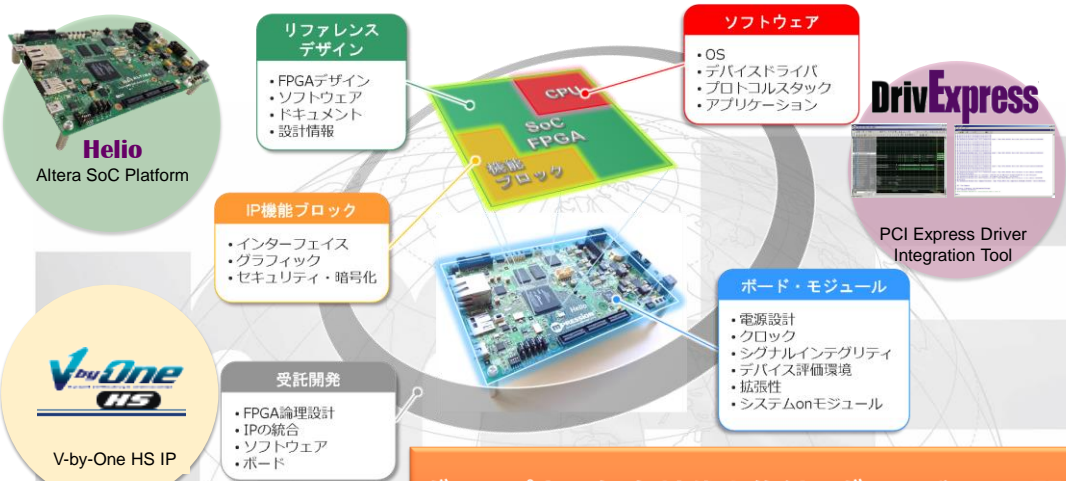 Helio
Altera SoC Platform
リファレンス
デザイン
• FPGAデザイン
• ソフトウェア
• ドキュメント
• 設計情報
ソフトウェア
• OS
• デバイスドライバ
• プロトコルスタック
• アプリケーション
CPU
SoC
FPGA
機能
ブロック
DrivExpress
PCI Express Driver
Integration Tool
IP機能ブロック
• インターフェイス
• グラフィック
• セキュリティ・暗号化
Helio
ボード・モジュール
• 電源設計
• クロック
• シグナルインテグリティ
• デバイス評価環境
• 拡張性
• システムonモジュール
V-by-One
HS
V-by-One HS IP
受託開発
• FPGA論理設計
• IPの統合
• ソフトウェア
• ボード